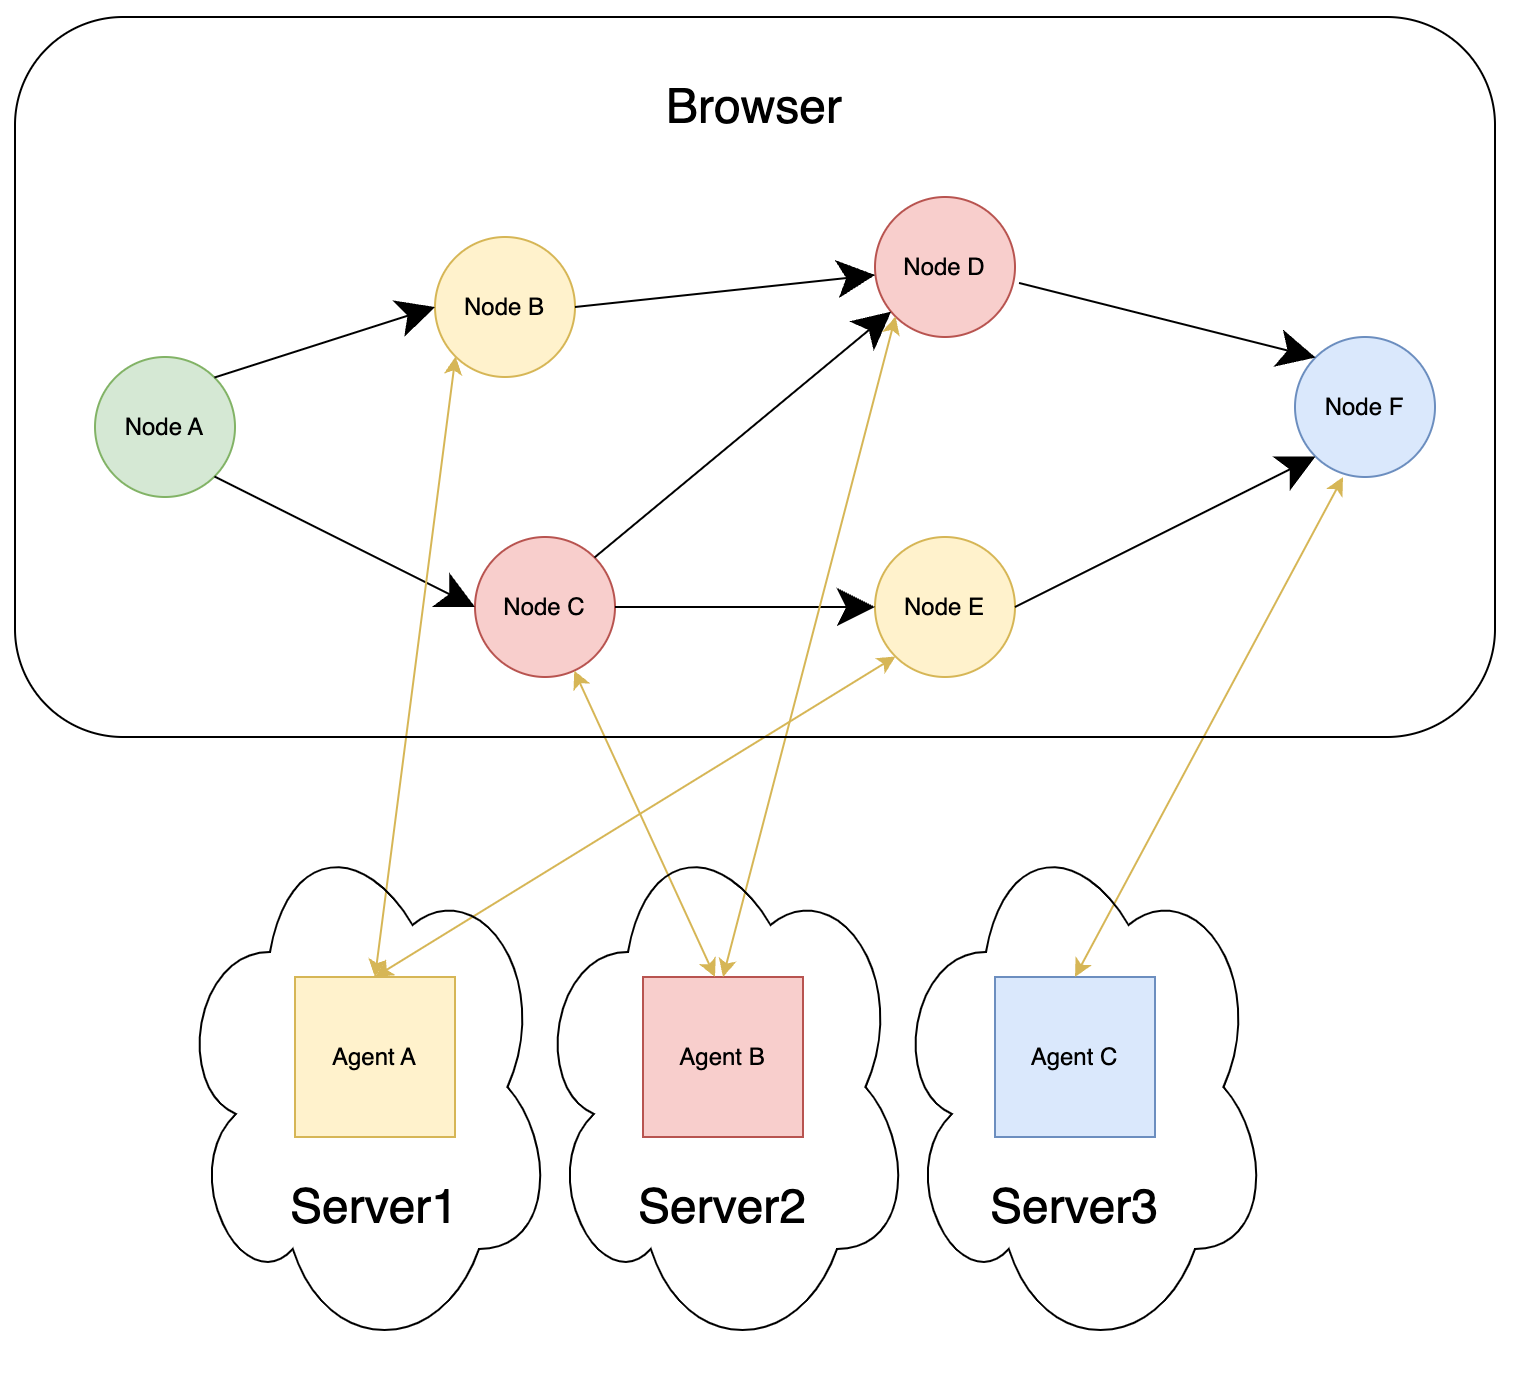 Browser
Node D
Node B
Node F
Node A
Node C
Node E
Agent A
Agent B
Agent C
Server1
Server2
Server3